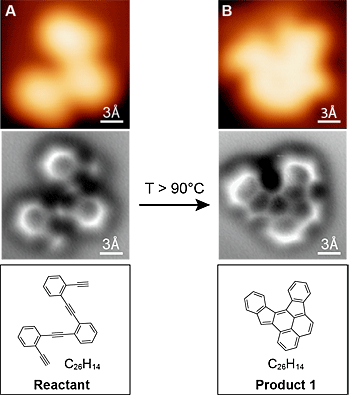 A
B
3Å
3Å
T > 90°C
3Å
3Å
C₂₆H₁₄
C₂₆H₁₄
Reactant
Product 1